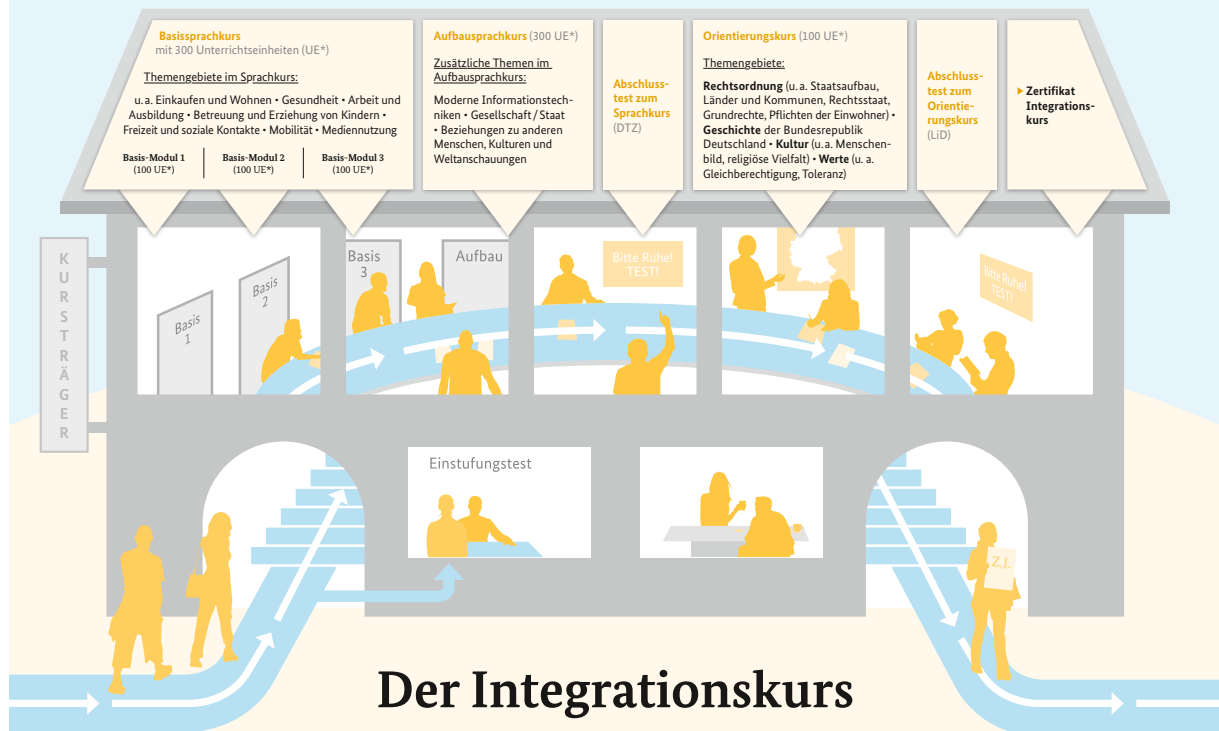 Basissprachkurs
mit 300 Unterrichtseinheiten (UE*)
Themengebiete im Sprachkurs:
u. a. Einkaufen und Wohnen • Gesundheit • Arbeit und
Ausbildung • Betreuung und Erziehung von Kindern •
Freizeit und soziale Kontakte • Mobilität • Mediennutzung
Basis-Modul 1
(100 UE*)
Basis-Modul 2
(100 UE*)
Basis-Modul 3
(100 UE*)
Aufbausprachkurs (300 UE*)
Zusätzliche Themen im
Aufbausprachkurs:
Moderne Informationstech-
niken • Gesellschaft / Staat
• Beziehungen zu anderen
Menschen, Kulturen und
Weltanschauungen
Abschluss-
test zum
Sprachkurs
(DTZ)
Orientierungskurs (100 UE*)
Themengebiete:
Rechtsordnung (u. a. Staatsaufbau,
Länder und Kommunen, Rechtsstaat,
Grundrechte, Pflichten der Einwohner) •
Geschichte der Bundesrepublik
Deutschland • Kultur (u. a. Menschen-
bild, religiöse Vielfalt) • Werte (u. a.
Gleichberechtigung, Toleranz)
Abschluss-
test zum
Orientie-
rungskurs
(LiD)
Zertifikat
Integrations-
kurs
KURSTRÄGER
Basis
1
Basis
2
Basis
3
Aufbau
Bitte Ruhe!
TEST!
Bitte Ruhe!
TEST!
Einstufungstest
Z.I.
Der Integrationskurs